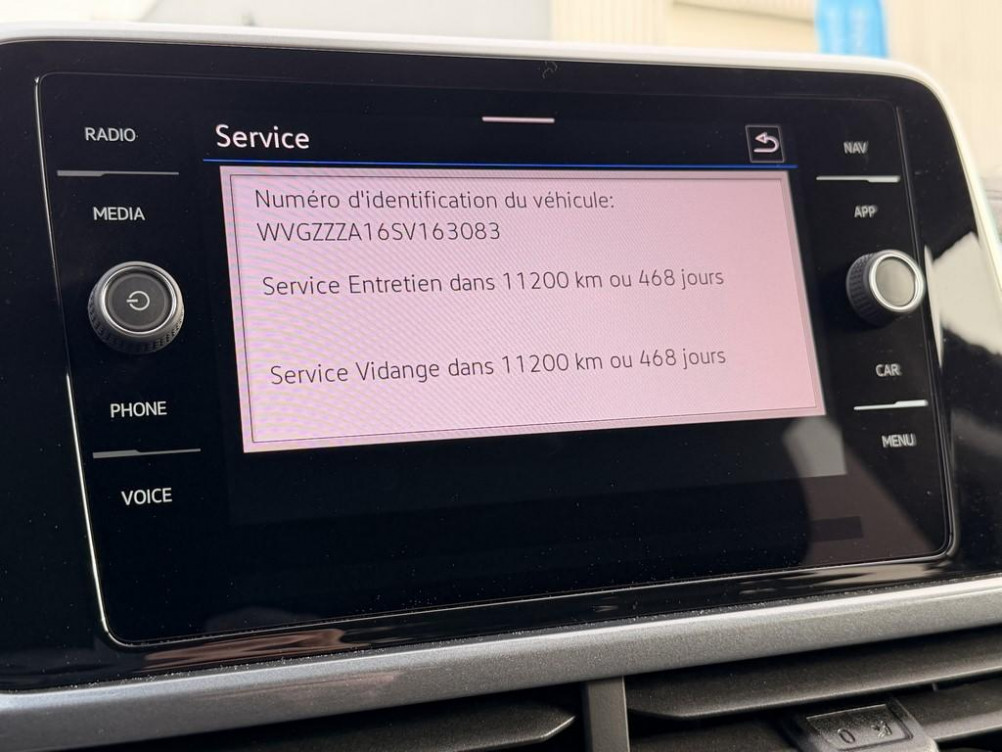 RADIO
MEDIA
PHONE
VOICE
Service
Numéro d'identification du véhicule:
WVGZZZA16SV163083
Service Entretien dans 11200 km ou 468 jours
Service Vidange dans 11200 km ou 468 jours
NAV
APP
CAR
MENU
0